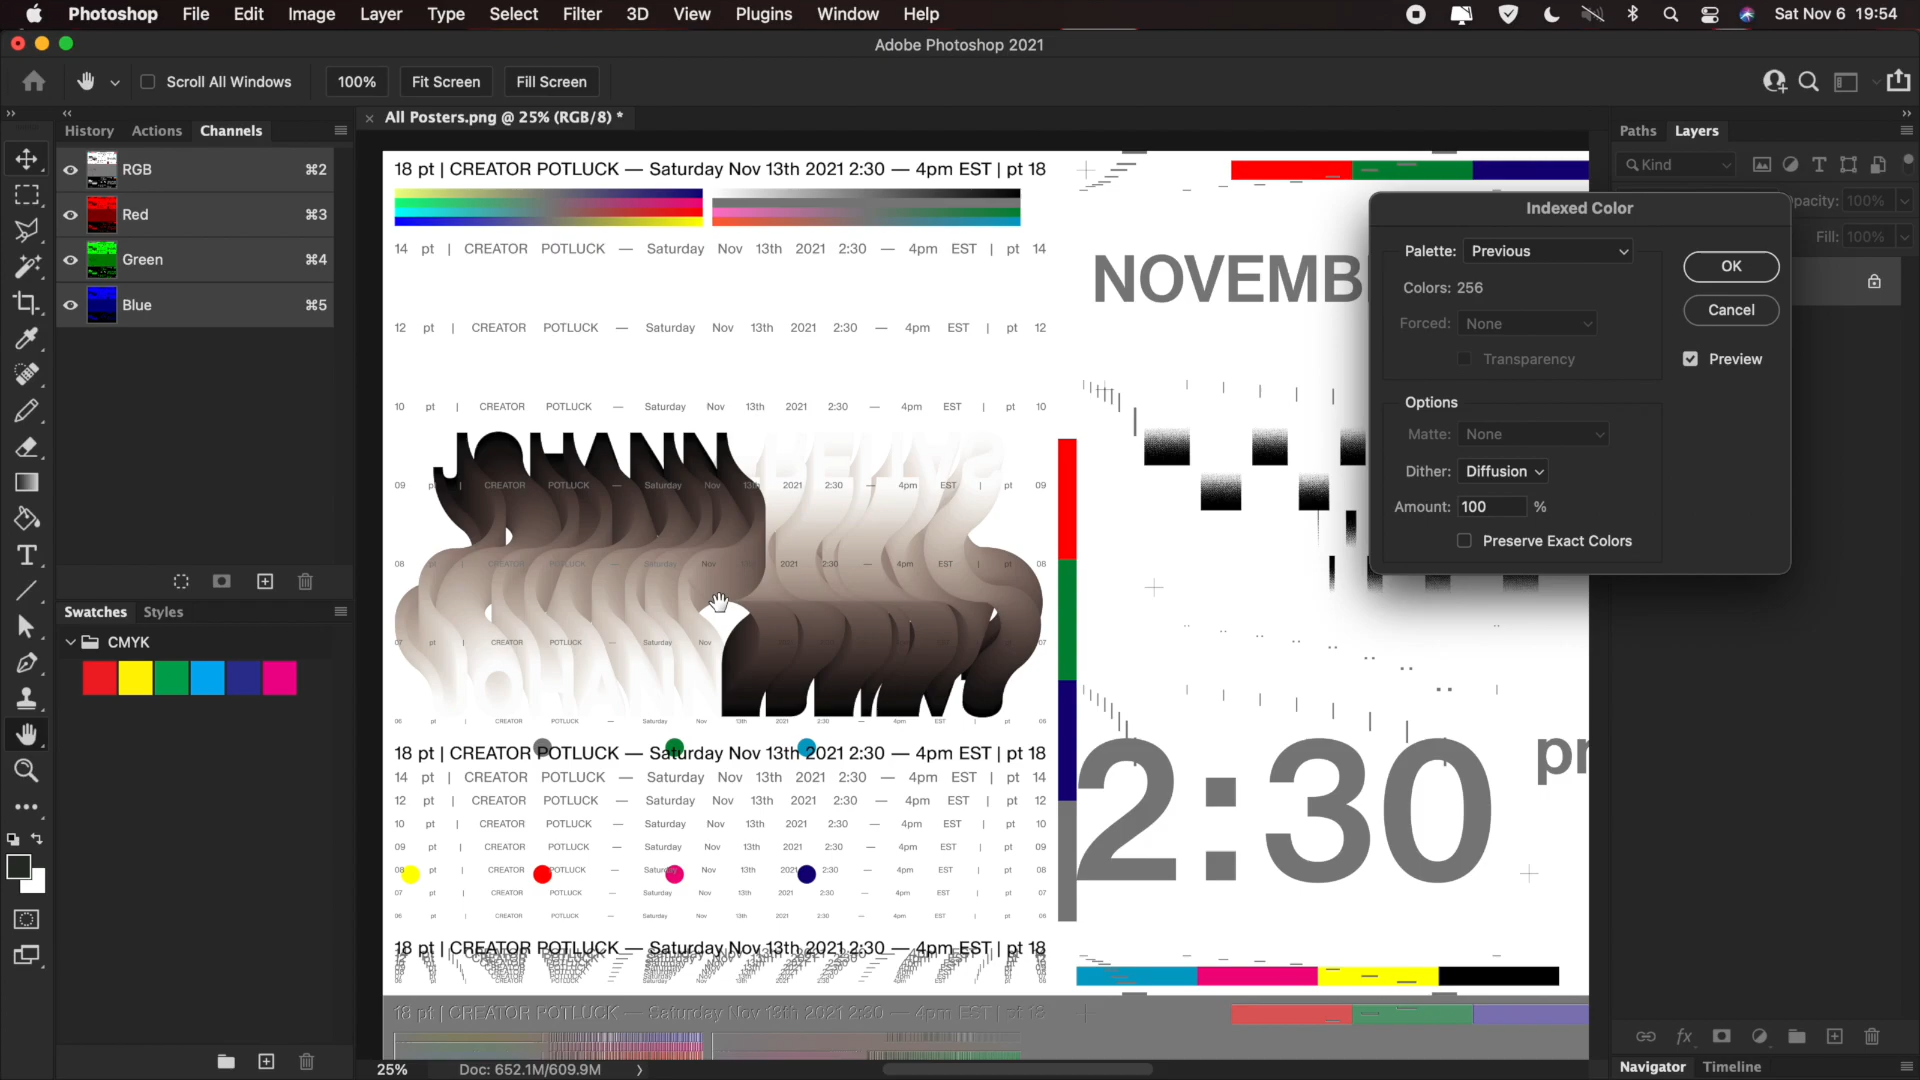 Photoshop File Edit Image Layer Type Select Filter 3D View Plugins Window Help Sat Nov 6 19:54
Adobe Photoshop 2021
Scroll All Windows 100% Fit Screen Fill Screen
All Posters.png @ 25% (RGB/8) *
History Actions Channels
RGB ⌘2
Red ⌘3
Green ⌘4
Blue ⌘5
Swatches Styles
CMYK
18 pt | CREATOR POTLUCK — Saturday Nov 13th 2021 2:30 — 4pm EST | pt 18
14 pt | CREATOR POTLUCK — Saturday Nov 13th 2021 2:30 — 4pm EST | pt 14
12 pt | CREATOR POTLUCK — Saturday Nov 13th 2021 2:30 — 4pm EST | pt 12
10 pt | CREATOR POTLUCK — Saturday Nov 13th 2021 2:30 — 4pm EST | pt 10
JOHANN
09 p | CREATOR POTLUCK — Saturday Nov 13th 2021 2:30 — 4pm EST | pt 09
08 CREATOR POTLUCK — Saturday Nov 2021 2:30 — 4pm EST 08
07 pt CREATOR POTLUCK — Saturday Nov 2021 2:30 — 4pm EST 07
JOHANN
06 pt | CREATOR POTLUCK — Saturday Nov 13th 2021 2:30 — 4pm EST | pt 06
18 pt | CREATOR POTLUCK — Saturday Nov 13th 2021 2:30 — 4pm EST | pt 18
14 pt | CREATOR POTLUCK — Saturday Nov 13th 2021 2:30 — 4pm EST | pt 14
12 pt | CREATOR POTLUCK — Saturday Nov 13th 2021 2:30 — 4pm EST | pt 12
10 pt | CREATOR POTLUCK — Saturday Nov 13th 2021 2:30 — 4pm EST | pt 10
09 pt | CREATOR POTLUCK — Saturday Nov 13th 2021 2:30 — 4pm EST | pt 09
08 pt | CREATOR POTLUCK — Saturday Nov 13th 2021 2:30 — 4pm EST | pt 08
07 pt | CREATOR POTLUCK — Saturday Nov 13th 2021 2:30 — 4pm EST | pt 07
06 pt | CREATOR POTLUCK — Saturday Nov 13th 2021 2:30 — 4pm EST | pt 06
18 pt | CREATOR POTLUCK — Saturday Nov 13th 2021 2:30 — 4pm EST | pt 18
18 pt | CREATOR POTLUCK — Saturday Nov 13th 2021 2:30 — 4pm EST | pt 18
NOVEMB
2:30 pr
Indexed Color
Palette: Previous
Colors: 256
Forced: None
Transparency
OK
Cancel
Preview
Options
Matte: None
Dither: Diffusion
Amount: 100 %
Preserve Exact Colors
Paths Layers
Kind
pacity: 100%
Fill: 100%
fx
25% Doc: 652.1M/609.9M
Navigator Timeline